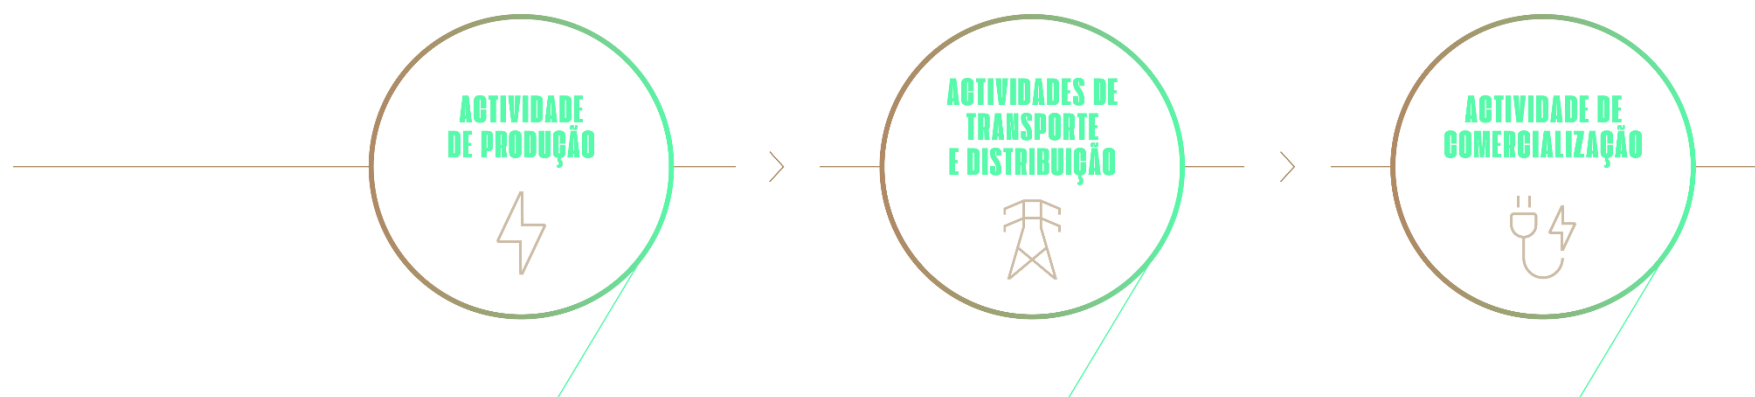 ACTIVIDADE
DE PRODUÇÃO
ACTIVIDADES DE
TRANSPORTE
E DISTRIBUIÇÃO
ACTIVIDADE DE
COMERCIALIZAÇÃO